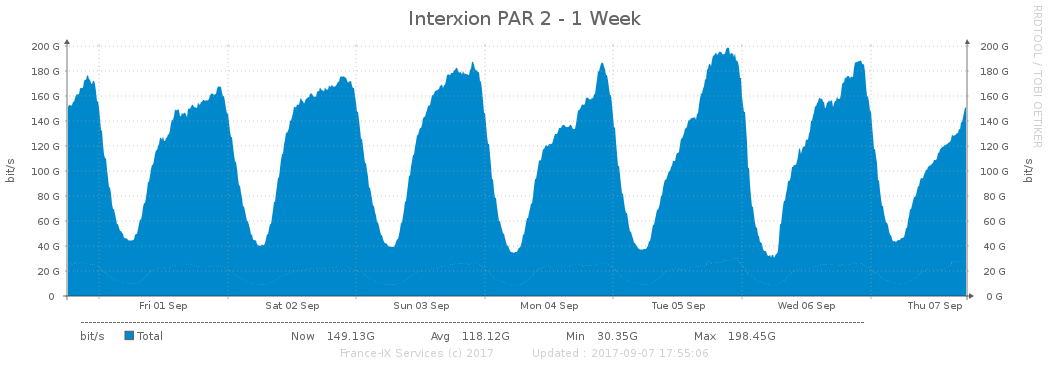 Interxion PAR 2 - 1 Week
RRDTOOL / TOBI OETIKER
200 G 200 G
180 G 180 G
160 G 160 G
140 G 140 G
120 G 120 G
100 G 100 G
80 G 80 G
60 G 60 G
40 G 40 G
20 G 20 G
0 0 G
bit/s
bit/s
Fri 01 Sep Sat 02 Sep Sun 03 Sep Mon 04 Sep Tue 05 Sep Wed 06 Sep Thu 07 Sep
bit/s Total Now 149.13G Avg 118.12G Min 30.35G Max 198.45G
France-IX Services (c) 2017 Updated : 2017-09-07 17:55:06